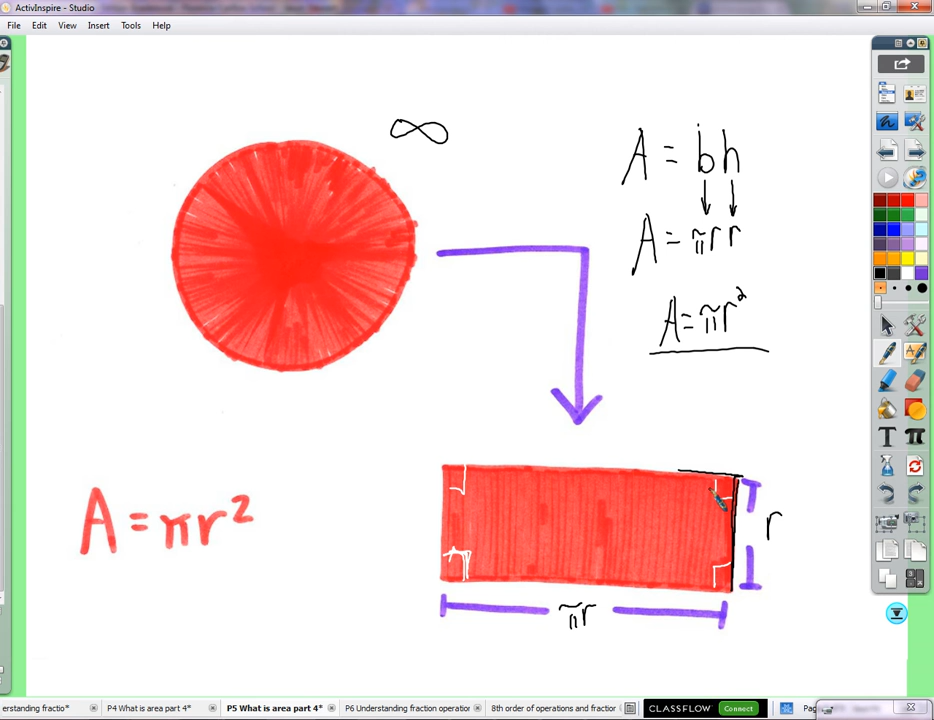 ActivInspire - Studio
File Edit View Insert Tools Help
∞
A = bh
A = πrr
A = πr²
A = πr²
r
πr
T π
erstanding fractio*
P4 What is area part 4*
P5 What is area part 4*
P6 Understanding fraction operation
8th order of operations and fraction
CLASSFLOW Connect
Pag